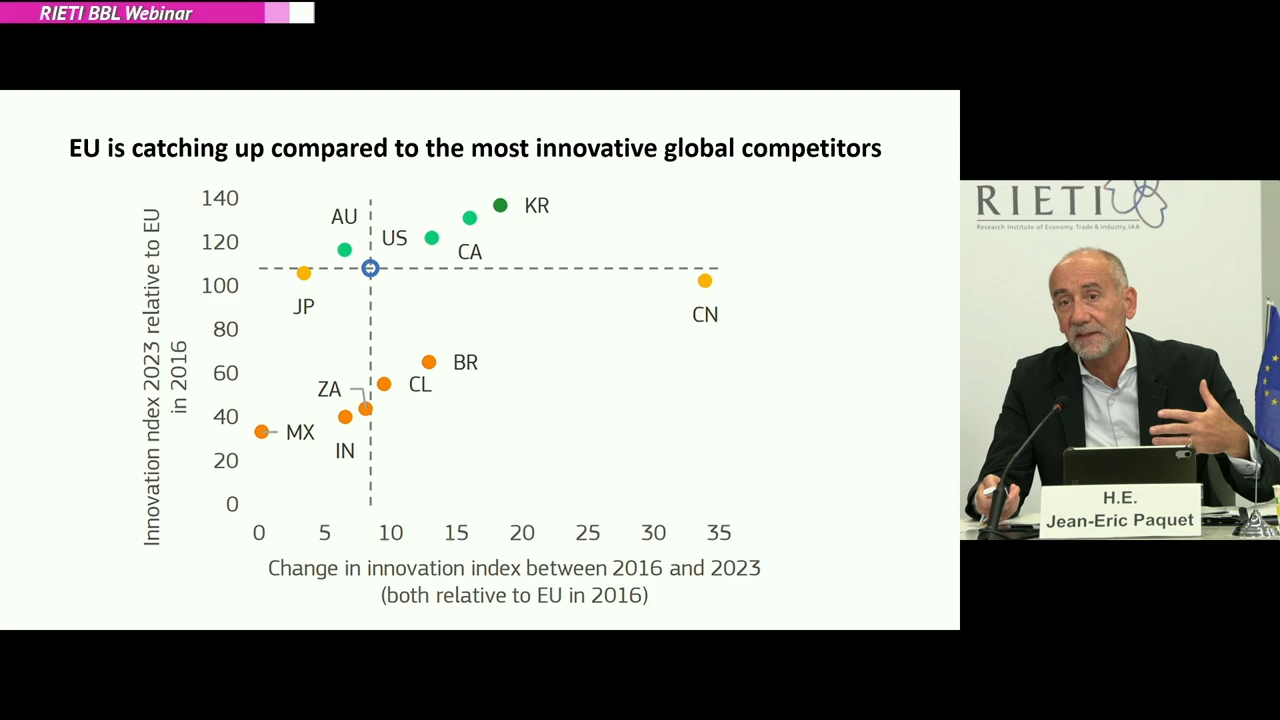 RIETI BBL Webinar
EU is catching up compared to the most innovative global competitors
Innovation ndex 2023 relative to EU
in 2016
140
120
100
80
60
40
20
0
KR
AU
US
CA
JP
CN
BR
ZA
CL
MX
IN
0 5 10 15 20 25 30 35
Change in innovation index between 2016 and 2023
(both relative to EU in 2016)
RIETI
Research Institute of Economy, Trade & Industry, IAA
H.E.
Jean-Eric Paquet